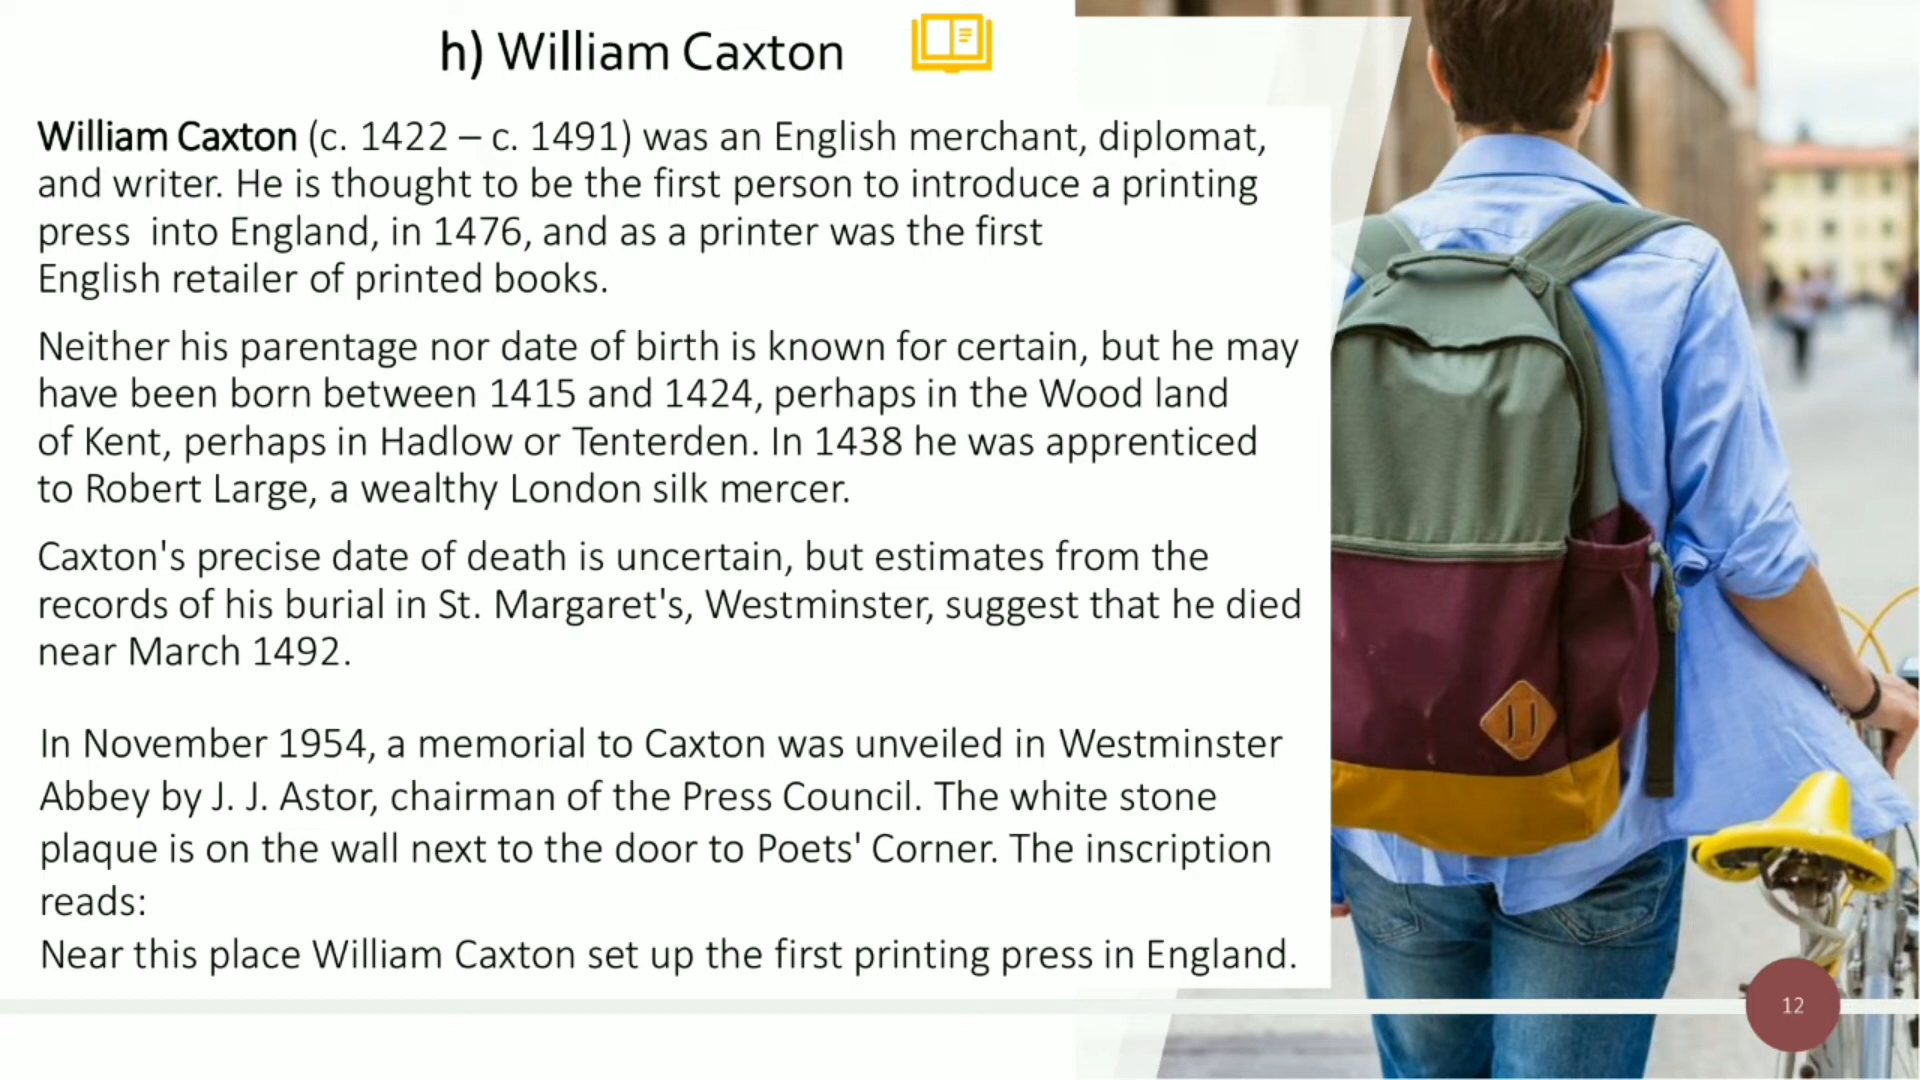 h) William Caxton
William Caxton (c. 1422 – c. 1491) was an English merchant, diplomat,
and writer. He is thought to be the first person to introduce a printing
press  into England, in 1476, and as a printer was the first
English retailer of printed books.
Neither his parentage nor date of birth is known for certain, but he may
have been born between 1415 and 1424, perhaps in the Wood land
of Kent, perhaps in Hadlow or Tenterden. In 1438 he was apprenticed
to Robert Large, a wealthy London silk mercer.
Caxton's precise date of death is uncertain, but estimates from the
records of his burial in St. Margaret's, Westminster, suggest that he died
near March 1492.
In November 1954, a memorial to Caxton was unveiled in Westminster
Abbey by J. J. Astor, chairman of the Press Council. The white stone
plaque is on the wall next to the door to Poets' Corner. The inscription
reads:
Near this place William Caxton set up the first printing press in England.
12